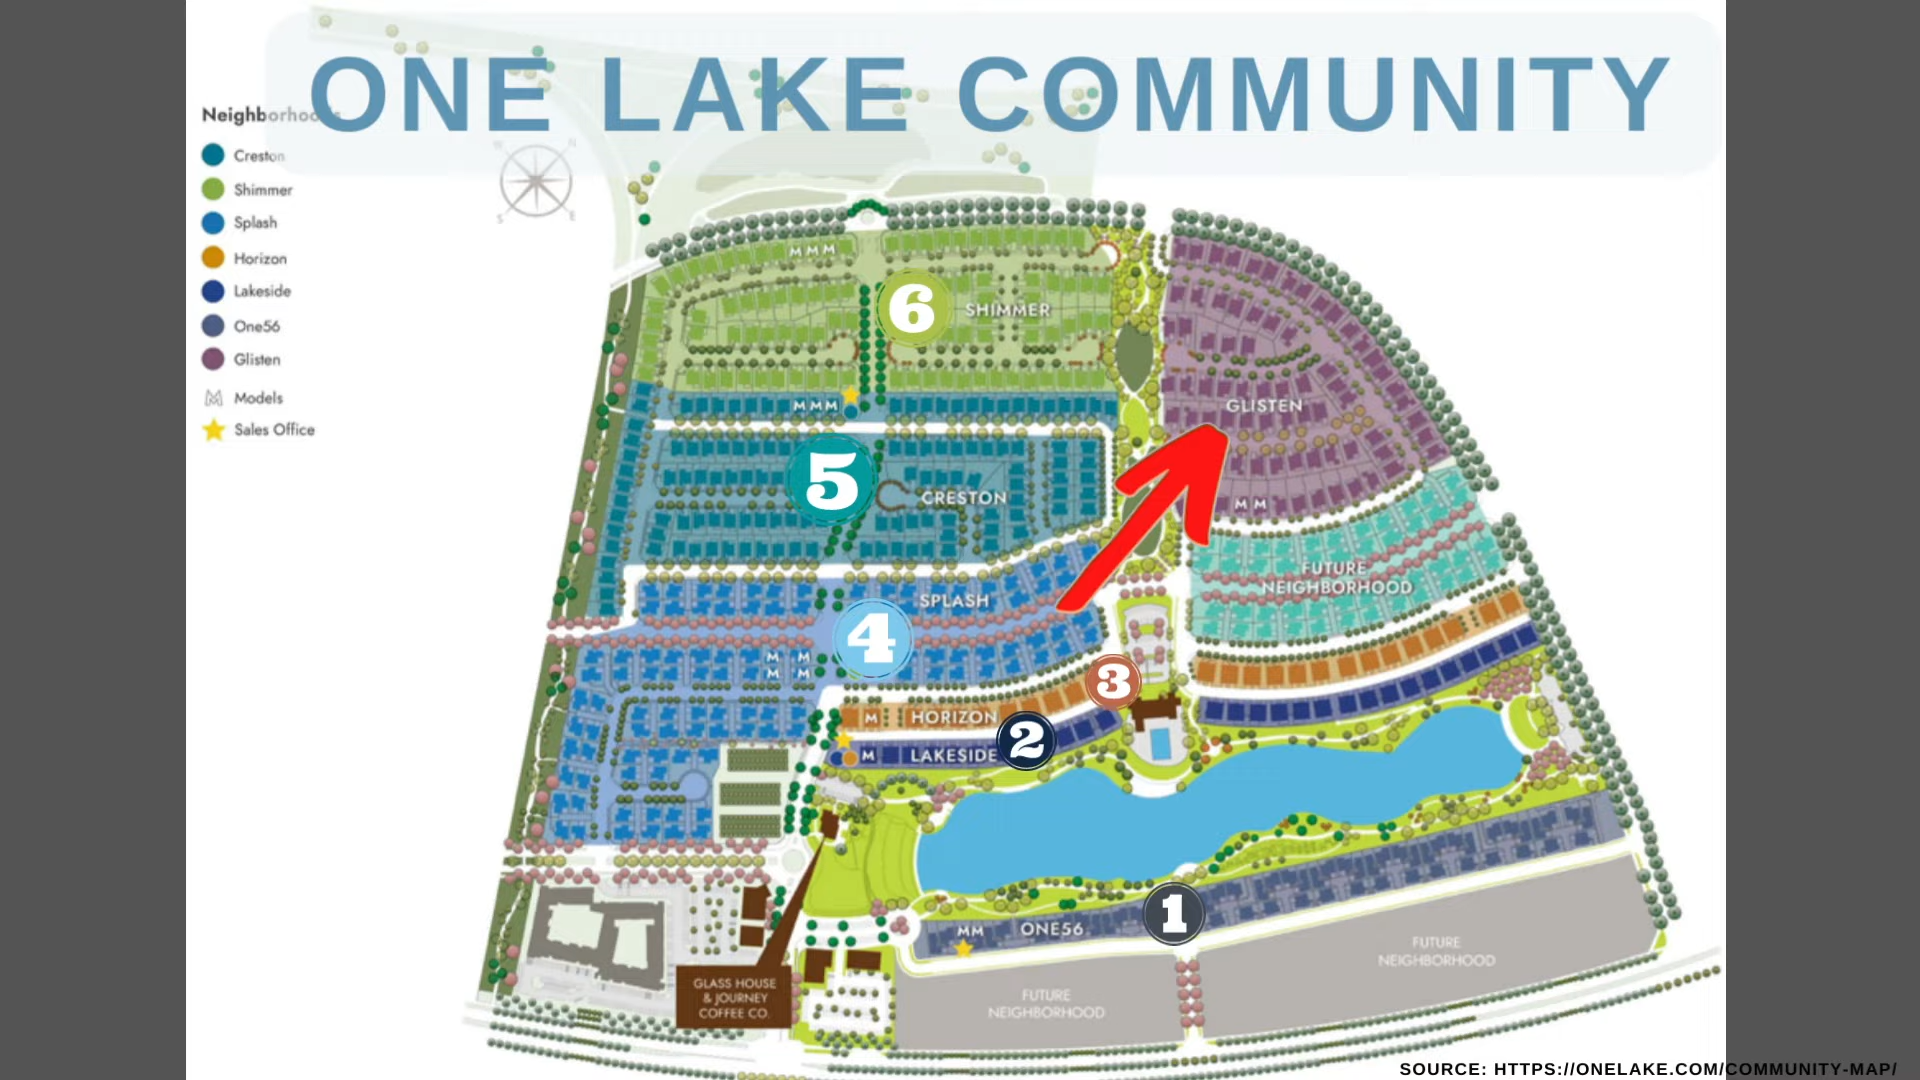 ONE LAKE COMMUNITY
Neighborhoods
Creston
Shimmer
Splash
Horizon
Lakeside
One56
Glisten
M Models
Sales Office
W N
S E
M M M
6 SHIMMER
GLISTEN
M M M
5 CRESTON
M M
FUTURE
NEIGHBORHOOD
SPLASH
4
M M
M M
3
M HORIZON
2
M LAKESIDE
1
MM ONE56
FUTURE
NEIGHBORHOOD
GLASS HOUSE
& JOURNEY
COFFEE CO.
FUTURE
NEIGHBORHOOD
SOURCE: HTTPS://ONELAKE.COM/COMMUNITY-MAP/